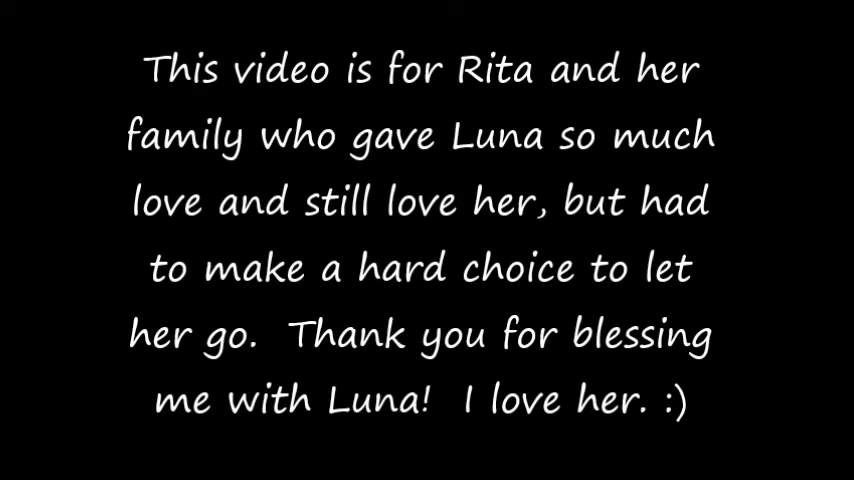 This video is for Rita and her
family who gave Luna so much
love and still love her, but had
to make a hard choice to let
her go.  Thank you for blessing
me with Luna!  I love her. :)